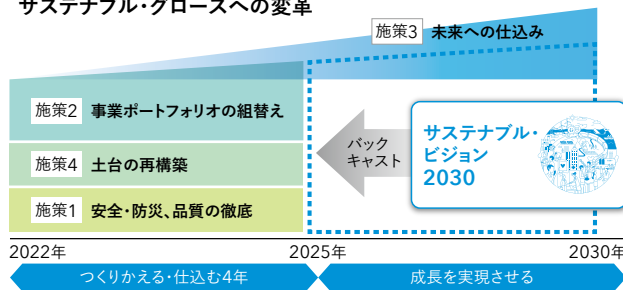 サステナブル・グロースへの変革
施策3 未来への仕込み
施策2 事業ポートフォリオの組替え
施策4 土台の再構築
施策1 安全・防災、品質の徹底
バック
キャスト
サステナブル・
ビジョン
2030
2022年
2025年
2030年
つくりかえる・仕込む4年
成長を実現させる